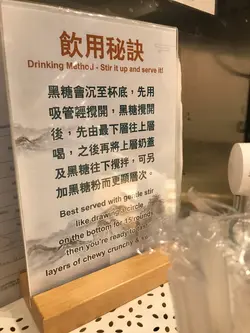 飲用秘訣
Drinking Method - Stir it up and serve it!
黑糖會沉至杯底，先用
吸管輕攪開，黑糖攪開
後，先由最下層往上層
喝，之後再將上層奶蓋
及黑糖往下攪拌，可另
加黑糖粉而更顯層次。
Best served with gentle stir
like drawing a circle
on the bottom for 15 rounds
then you're ready to
layers of chewy crunchy &